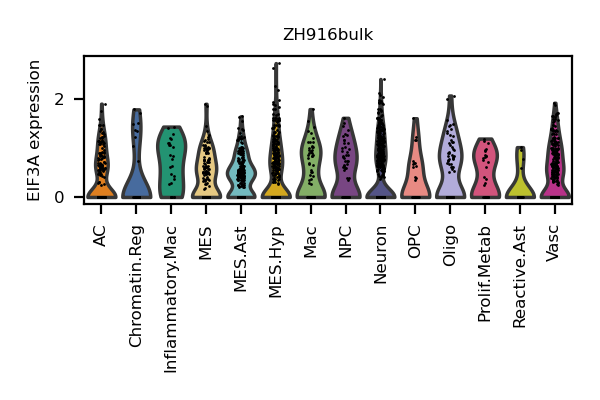 ZH916bulk
EIF3A expression
2
0
AC
Chromatin.Reg
Inflammatory.Mac
MES
MES.Ast
MES.Hyp
Mac
NPC
Neuron
OPC
Oligo
Prolif.Metab
Reactive.Ast
Vasc